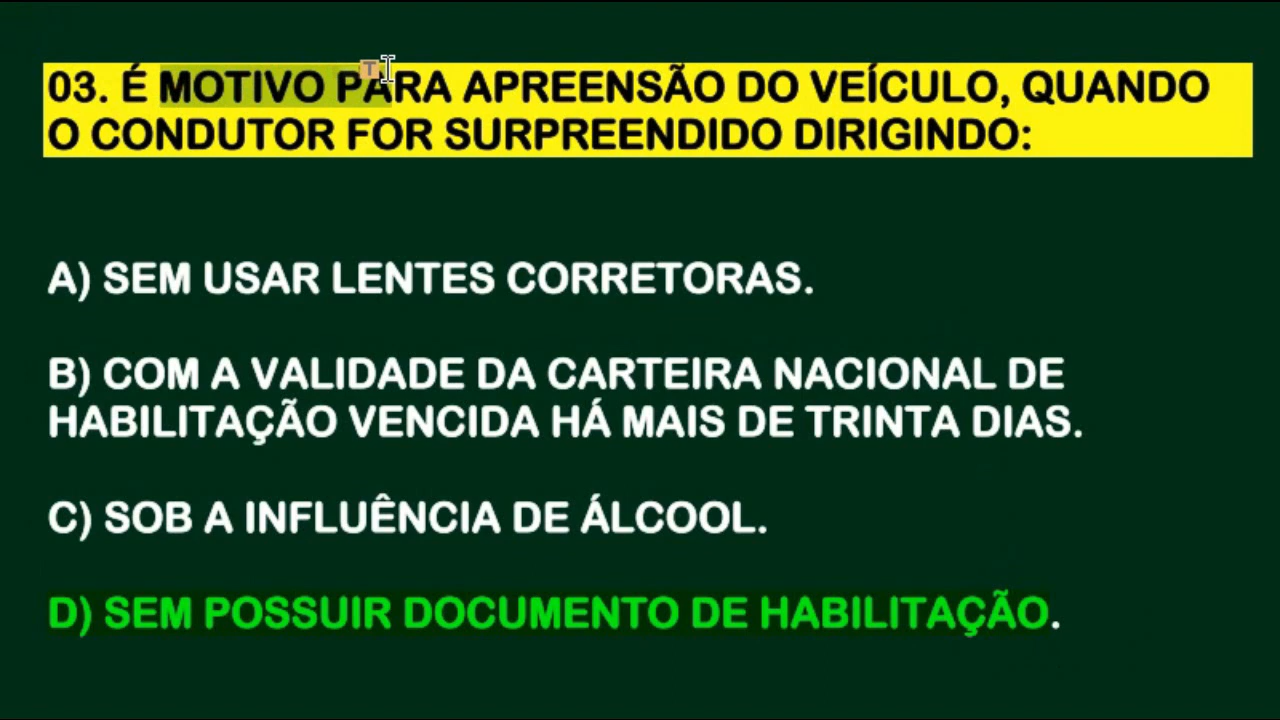 03. É MOTIVO PARA APREENSÃO DO VEÍCULO, QUANDO
O CONDUTOR FOR SURPREENDIDO DIRIGINDO:
A) SEM USAR LENTES CORRETORAS.
B) COM A VALIDADE DA CARTEIRA NACIONAL DE
HABILITAÇÃO VENCIDA HÁ MAIS DE TRINTA DIAS.
C) SOB A INFLUÊNCIA DE ÁLCOOL.
D) SEM POSSUIR DOCUMENTO DE HABILITAÇÃO.